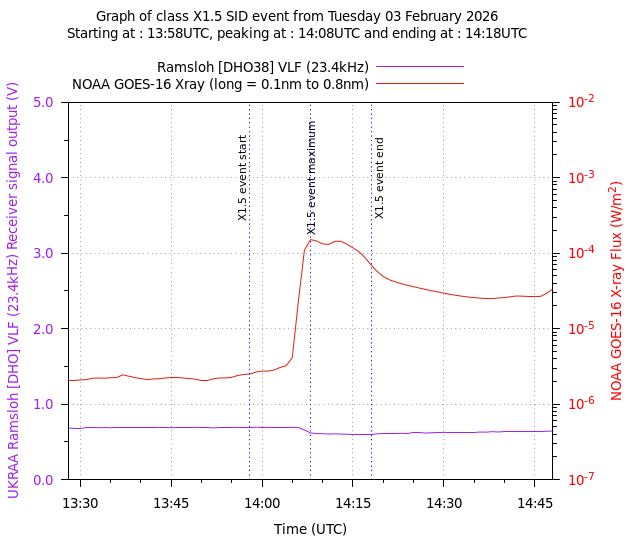 Graph of class X1.5 SID event from Tuesday 03 February 2026
Starting at : 13:58UTC, peaking at : 14:08UTC and ending at : 14:18UTC
Ramsloh [DHO38] VLF (23.4kHz)
NOAA GOES-16 Xray (long = 0.1nm to 0.8nm)
UKRAA Ramsloh [DHO] VLF (23.4kHz) Receiver signal output (V)
5.0
4.0
3.0
2.0
1.0
0.0
X1.5 event start
X1.5 event maximum
X1.5 event end
10^-2
10^-3
10^-4
10^-5
10^-6
10^-7
NOAA GOES-16 X-ray Flux (W/m²)
13:30 13:45 14:00 14:15 14:30 14:45
Time (UTC)